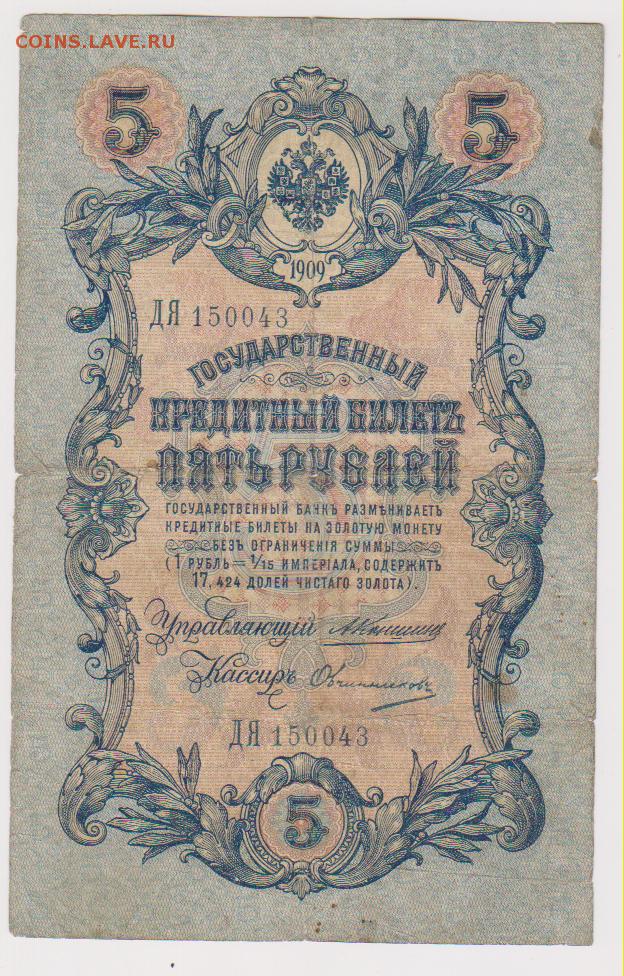 COINS.LAVE.RU
5 5
1909
ДЯ 150043
ГОСУДАРСТВЕННЫЙ
КРЕДИТНЫЙ БИЛЕТЪ
ПЯТЬ РУБЛЕЙ
ГОСУДАРСТВЕННЫЙ БАНКЪ РАЗМѢНИВАЕТЪ
КРЕДИТНЫЕ БИЛЕТЫ НА ЗОЛОТУЮ МОНЕТУ
БЕЗЪ ОГРАНИЧЕНІЯ СУММЫ
(1 РУБЛЬ — 1/15 ИМПЕРІАЛА, СОДЕРЖИТЪ
17,424 ДОЛЕЙ ЧИСТАГО ЗОЛОТА).
Управляющій АКоншинъ
Кассиръ Овчинниковъ
ДЯ 150043
5